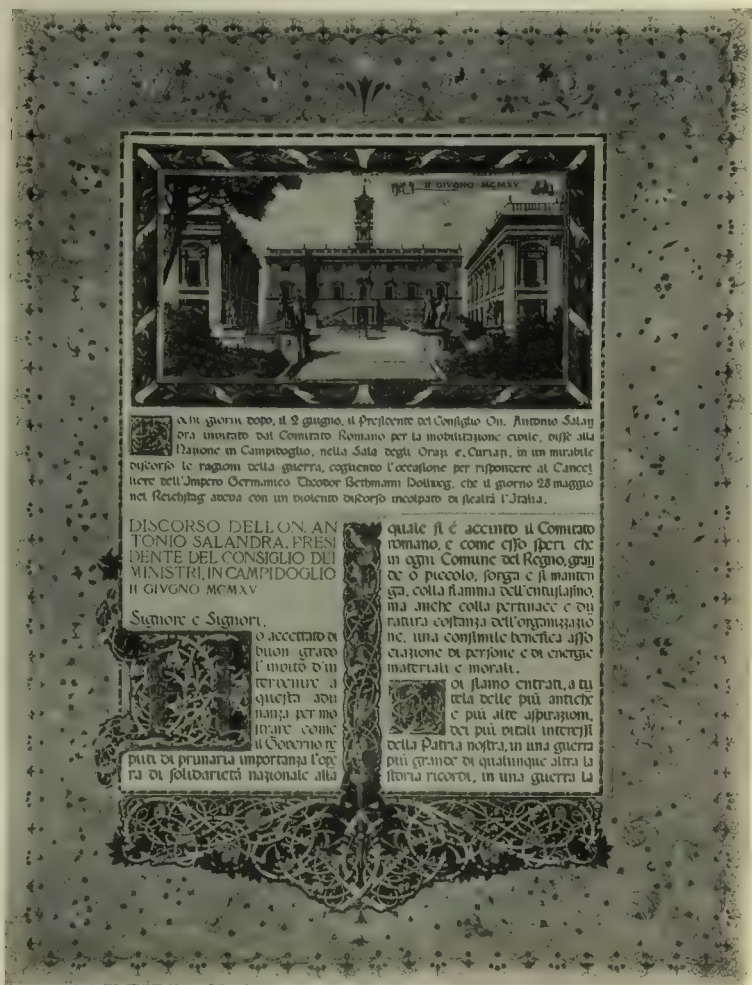 II GIVGNO MCMXV
ochi giorni dopo, il 2 giugno, il Presidente del Consiglio On. Antonio Salan
dra invitato dal Comitato Romano per la mobilitazione civile, disse alla
Nazione in Campidoglio, nella Sala degli Orazi e Curiazi, in un mirabile
discorso le ragioni della guerra, cogliendo l'occasione per rispondere al Cancel
liere dell'Impero Germanico Theodor Bethmann Hollweg, che il giorno 28 maggio
nel Reichstag aveva con un violento discorso incolpato di slealtà l'Italia.
DISCORSO DELL'ON. AN
TONIO SALANDRA, PRESI
DENTE DEL CONSIGLIO DEI
MINISTRI, IN CAMPIDOGLIO
II GIVGNO MCMXV
Signore e Signori,
Ho accettato di
buon grado
l'invito d'in
tervenire a
questa adu
nanza per mo
strare come
il Governo re
puti di primaria importanza l'ope
ra di solidarietà nazionale alla
quale si é accinto il Comitato
romano, e come esso speri che
in ogni Comune del Regno, gran
de o piccolo, sorga e si manten
ga, colla fiamma dell'entusiasmo,
ma anche colla pertinace e du
ratura costanza dell'organizzazio
ne, una consimile benefica asso
ciazione di persone e di energie
materiali e morali.
Noi siamo entrati, a tu
tela delle più antiche
e più alte aspirazioni,
dei più vitali interessi
della Patria nostra, in una guerra
più grande di qualunque altra la
storia ricordi, in una guerra la